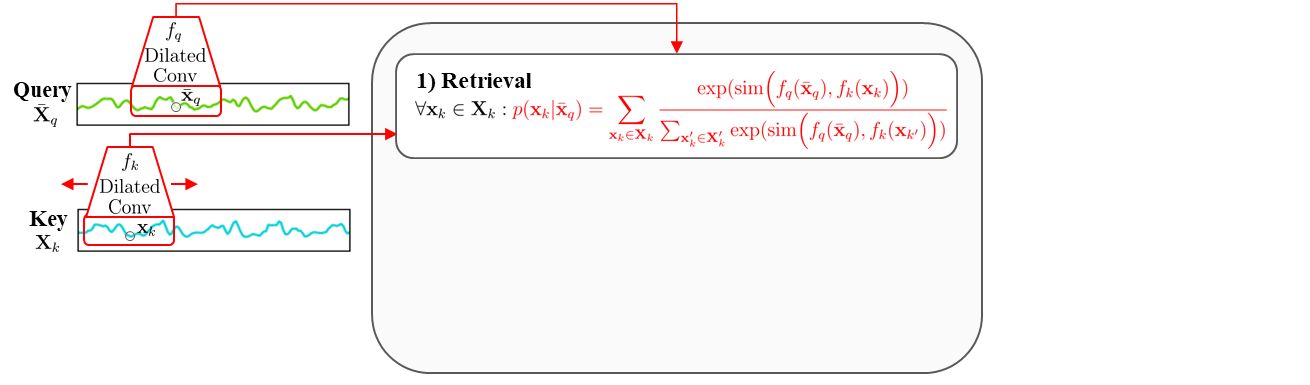 f_q
Dilated
Conv
Query
X̄_q
x̄_q
f_k
Dilated
Conv
Key
X_k
x_k
1) Retrieval
∀x_k ∈ X_k : p(x_k|x̄_q) = ∑_{x_k∈X_k} exp(sim(f_q(x̄_q), f_k(x_k))) / ∑_{x'_k∈X'_k} exp(sim(f_q(x̄_q), f_k(x_{k'})))